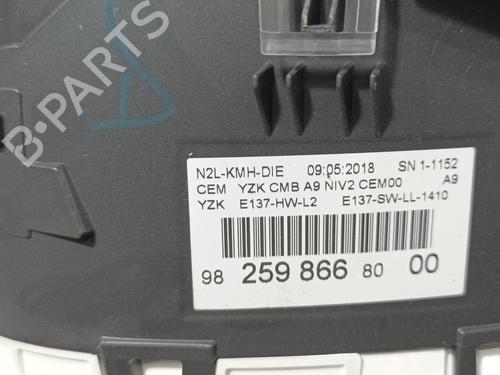 B-PARTS
N2L-KMH-DIE 09:05:2018 SN 1-1152
CEM YZK CMB A9 NIV2 CEM00 A9
YZK E137-HW-L2 E137-SW-LL-1410
98 259 866 80 00